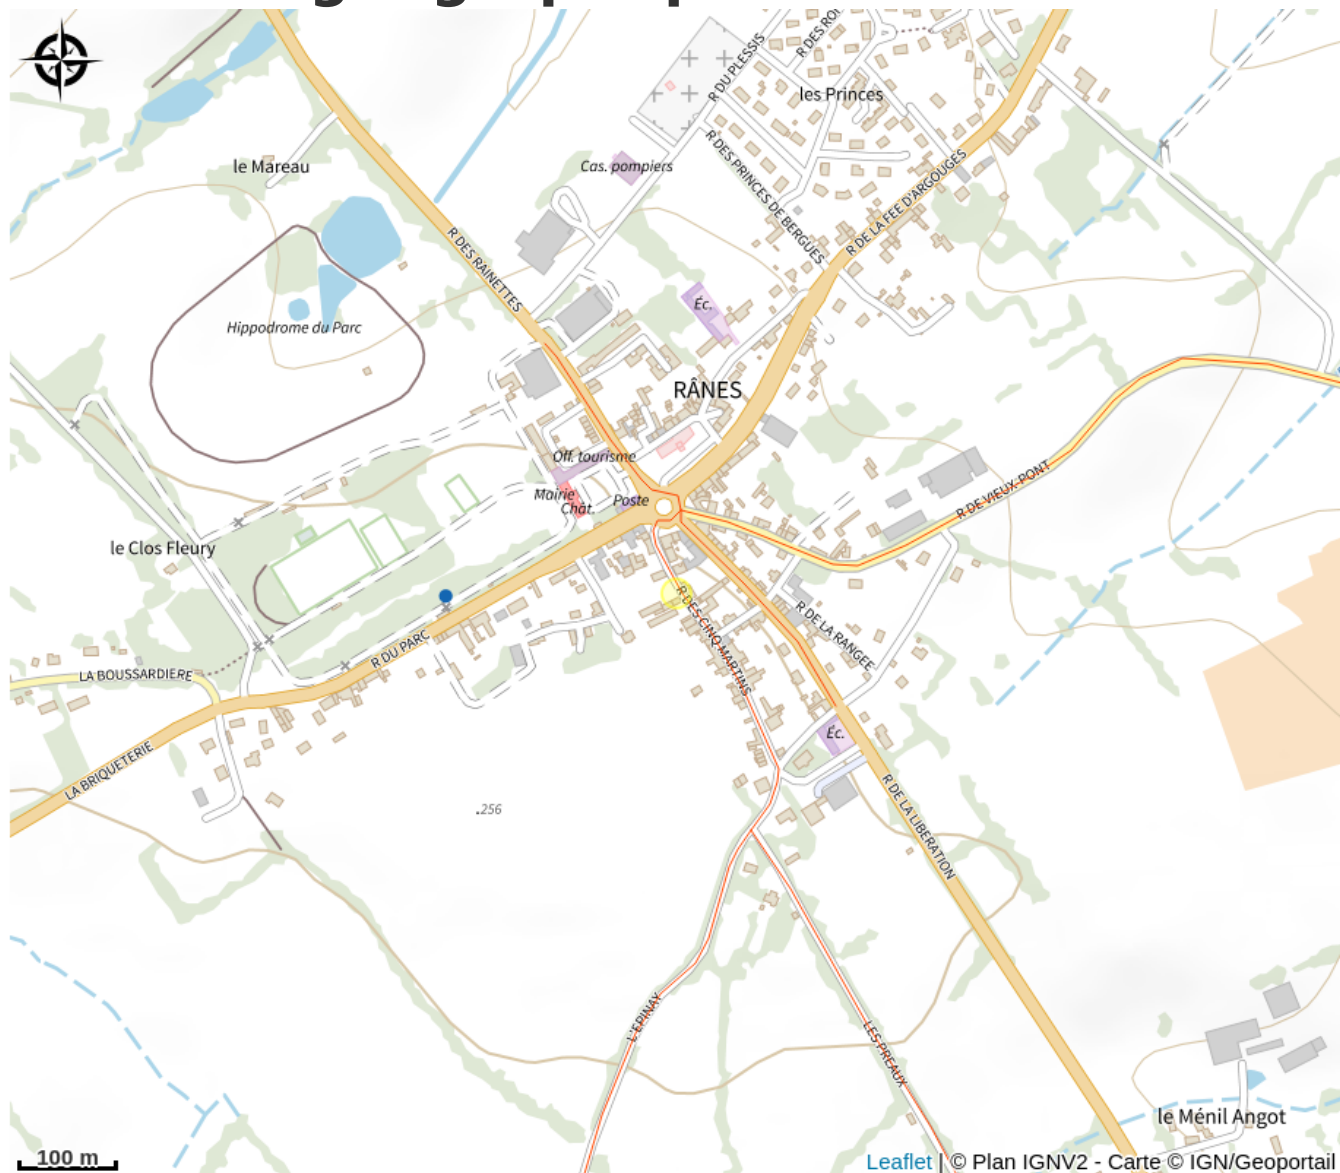 R DU PLESSIS
les Princes
le Mareau
Cas. pompiers
R DES PRINCES DE BERGUES
R DE LA FEE D'ARGOUGES
R DES RAINETTES
Éc.
Hippodrome du Parc
RÂNES
Off. tourisme
Mairie
Chât.
Poste
R DE VIEUX-PONT
le Clos Fleury
R DES CINQ MARTINS
R DE LA RANGEE
R DU PARC
LA BOUSSARDIERE
Éc.
LA BRIQUETERIE
.256
R DE LA LIBERATION
L'EPINAY
LES PREAUX
le Ménil Angot
100 m
Leaflet | © Plan IGNV2 - Carte © IGN/Geoportail